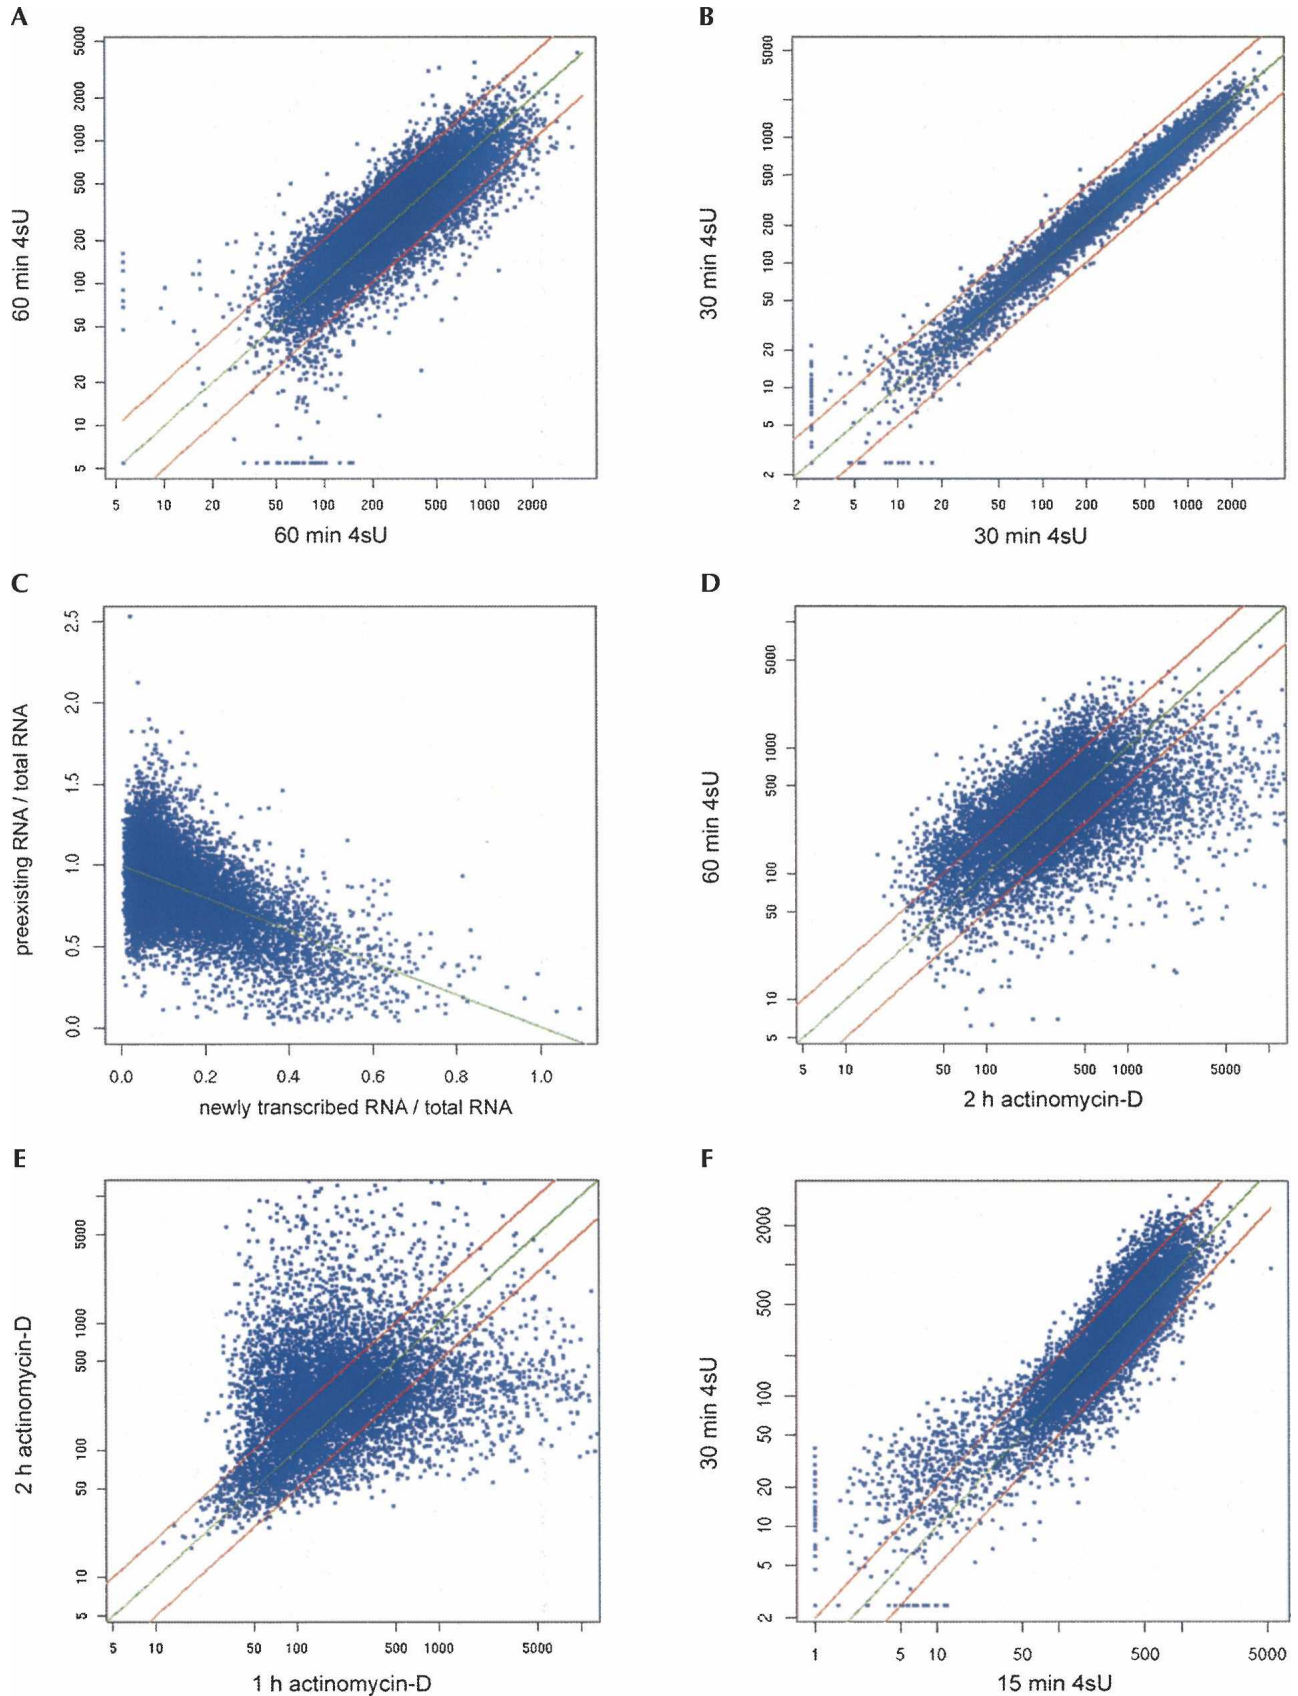 A
5000
2000
1000
500
200
100
50
20
10
5
60 min 4sU
5 10 20 50 100 200 500 1000 2000
60 min 4sU
B
5000
1000
500
200
100
50
20
10
5
2
30 min 4sU
2 5 10 20 50 100 200 500 1000 2000
30 min 4sU
C
2.5
2.0
1.5
1.0
0.5
0.0
preexisting RNA / total RNA
0.0 0.2 0.4 0.6 0.8 1.0
newly transcribed RNA / total RNA
D
5000
1000
500
100
50
10
5
60 min 4sU
5 10 50 100 500 1000 5000
2 h actinomycin-D
E
5000
1000
500
100
50
10
5
2 h actinomycin-D
5 10 50 100 500 1000 5000
1 h actinomycin-D
F
2000
500
100
50
20
10
5
2
30 min 4sU
1 5 10 50 500 5000
15 min 4sU